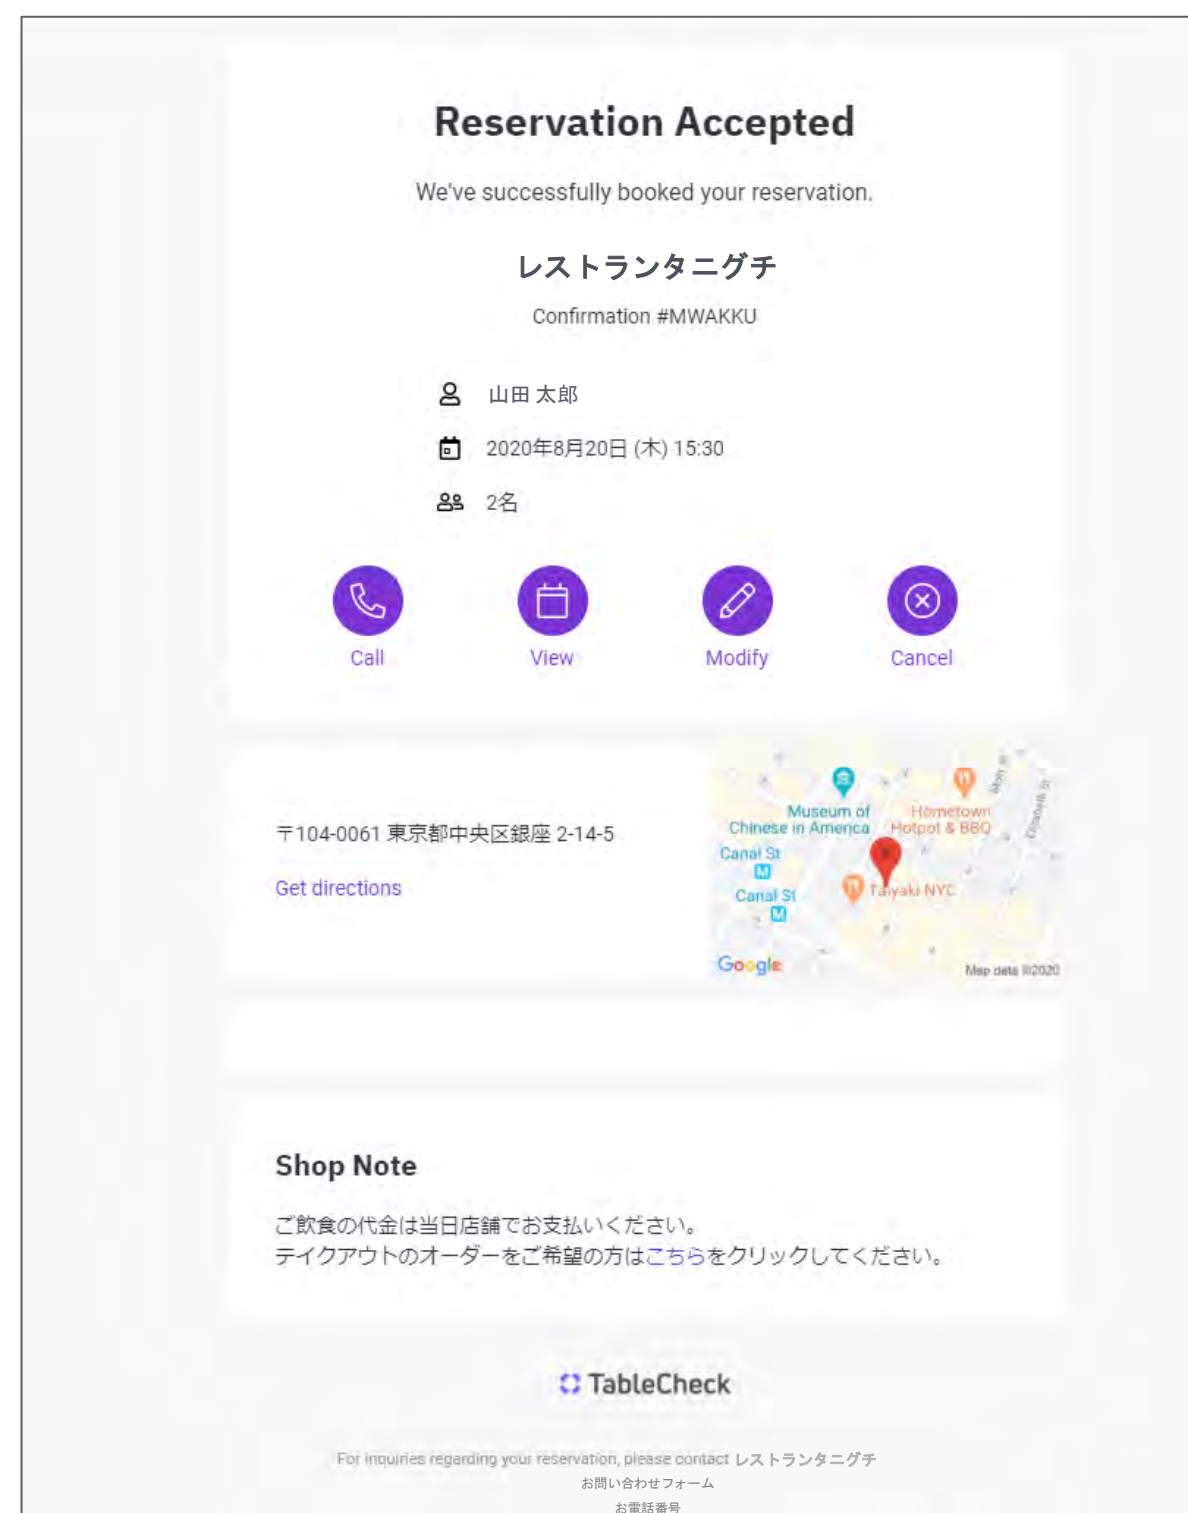 Reservation Accepted
We've successfully booked your reservation.
レストランタニグチ
Confirmation #MWAKKU
山田 太郎
2020年8月20日 (木) 15:30
2名
Call
View
Modify
Cancel
〒104-0061 東京都中央区銀座 2-14-5
Get directions
Museum of
Chinese in America
Hometown
Hotpot & BBQ
Mott St
Elizabeth St
Canal St
M
Canal St
M
Taiyaki NYC
Google
Map data ©2020
Shop Note
ご飲食の代金は当日店舗でお支払いください。
テイクアウトのオーダーをご希望の方はこちらをクリックしてください。
TableCheck
For inquiries regarding your reservation, please contact レストランタニグチ
お問い合わせフォーム
お電話番号